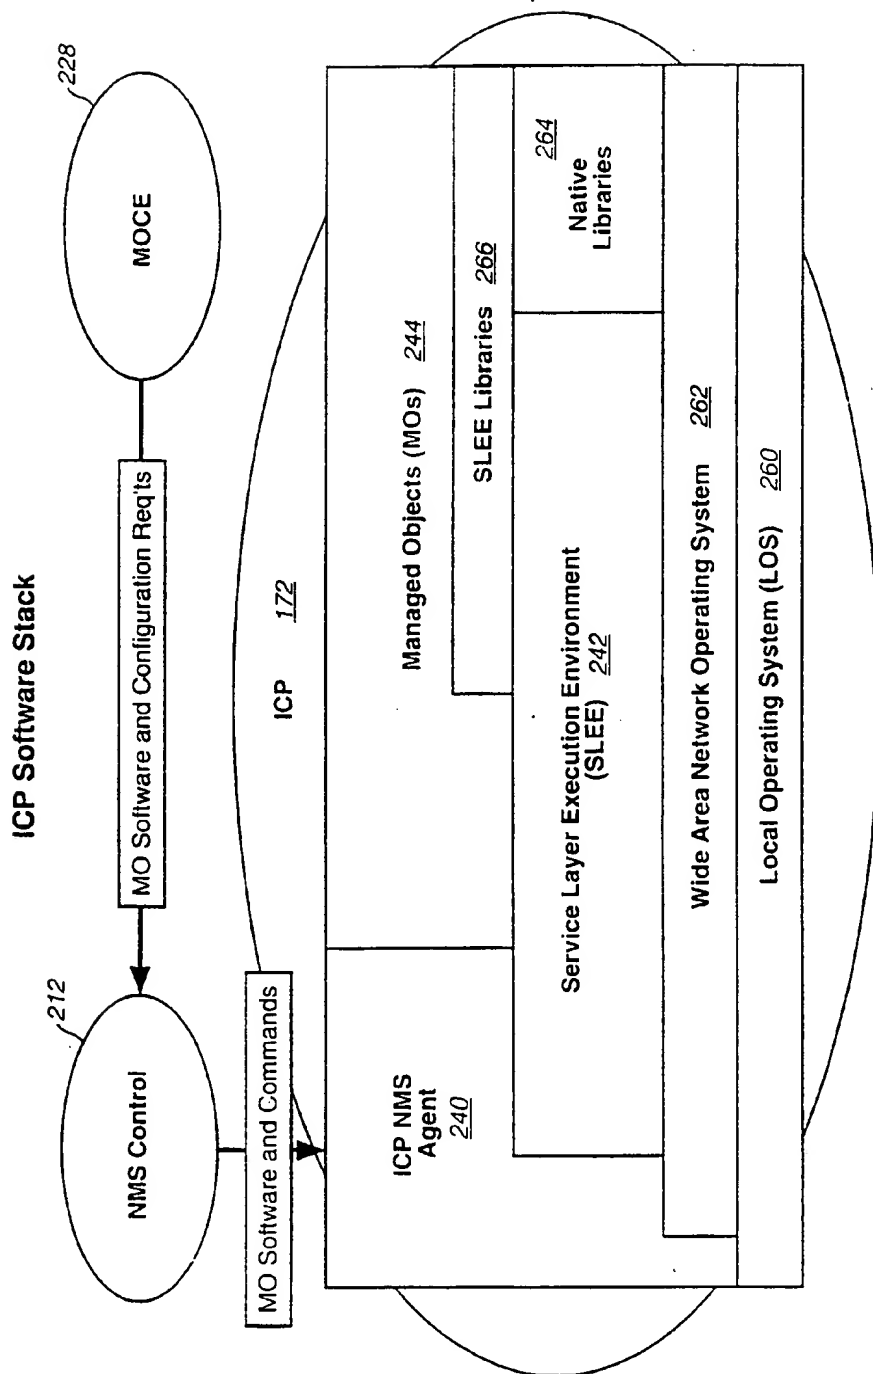 ICP Software Stack
212
NMS Control
MO Software and Configuration Req'ts
228
MOCE
MO Software and Commands
ICP
172
ICP NMS
Agent
240
Managed Objects (MOs) 244
SLEE Libraries 266
Service Layer Execution Environment
(SLEE) 242
264
Native
Libraries
Wide Area Network Operating System 262
Local Operating System (LOS) 260